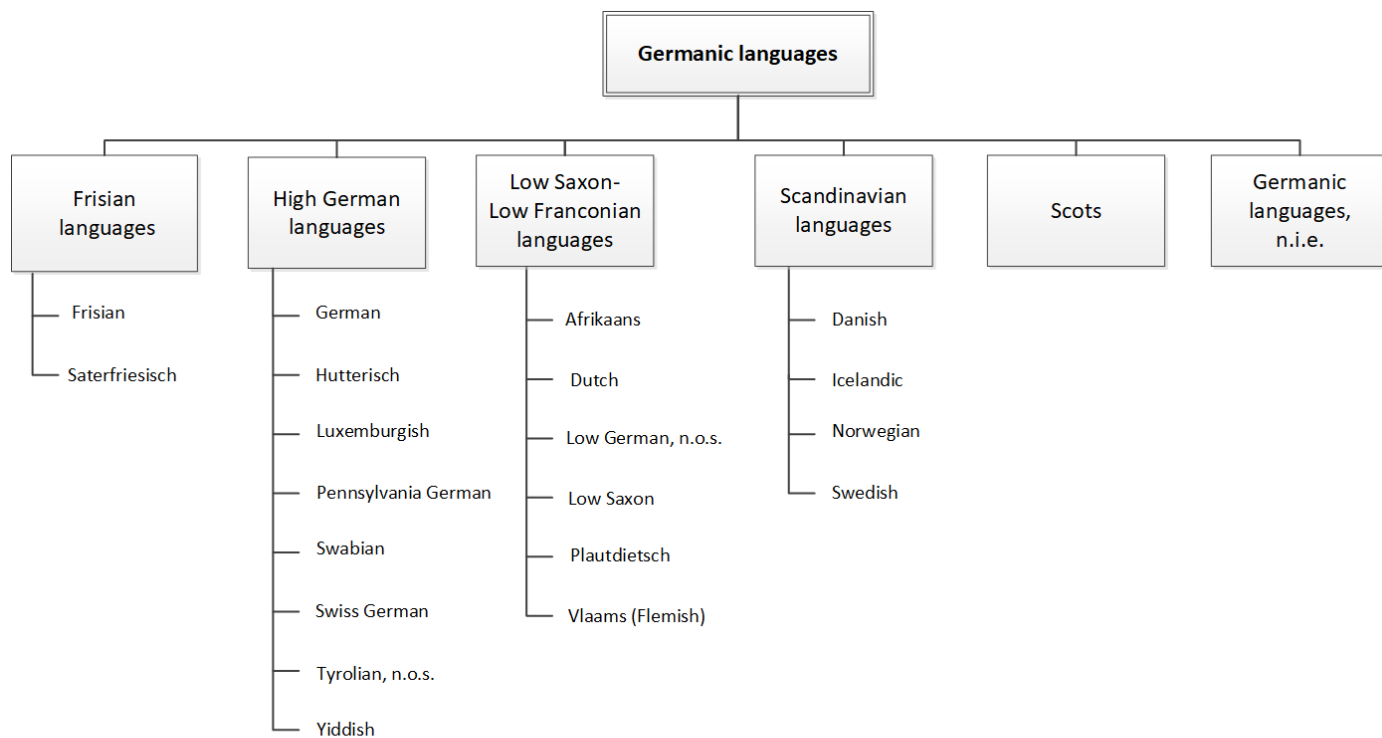 Germanic languages
Frisian
languages
High German
languages
Low Saxon-
Low Franconian
languages
Scandinavian
languages
Scots
Germanic
languages,
n.i.e.
Frisian
Saterfriesisch
German
Hutterisch
Luxemburgish
Pennsylvania German
Swabian
Swiss German
Tyrolian, n.o.s.
Yiddish
Afrikaans
Dutch
Low German, n.o.s.
Low Saxon
Plautdietsch
Vlaams (Flemish)
Danish
Icelandic
Norwegian
Swedish